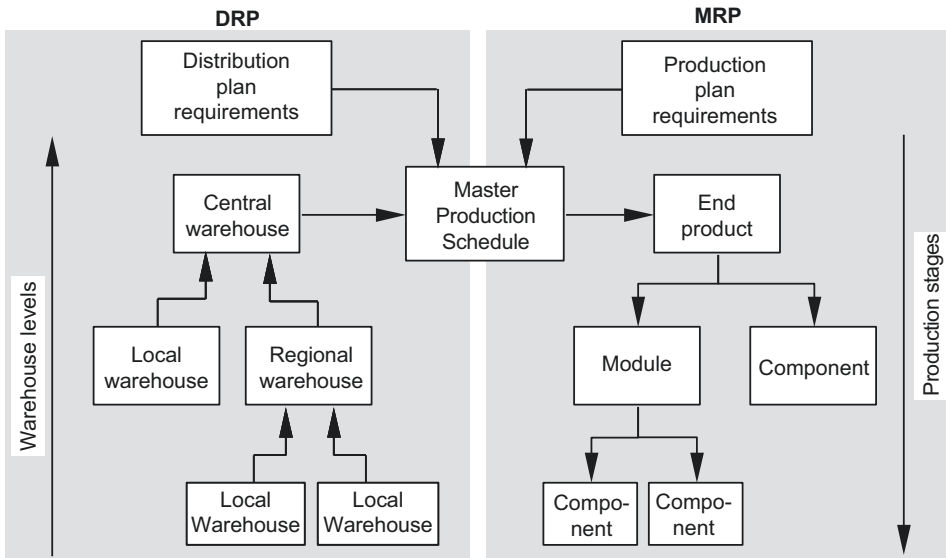 DRP
MRP
Distribution
plan
requirements
Production
plan
requirements
Central
warehouse
Master
Production
Schedule
End
product
Warehouse levels
Local
warehouse
Regional
warehouse
Module
Component
Production stages
Local
Warehouse
Local
Warehouse
Compo-
nent
Compo-
nent